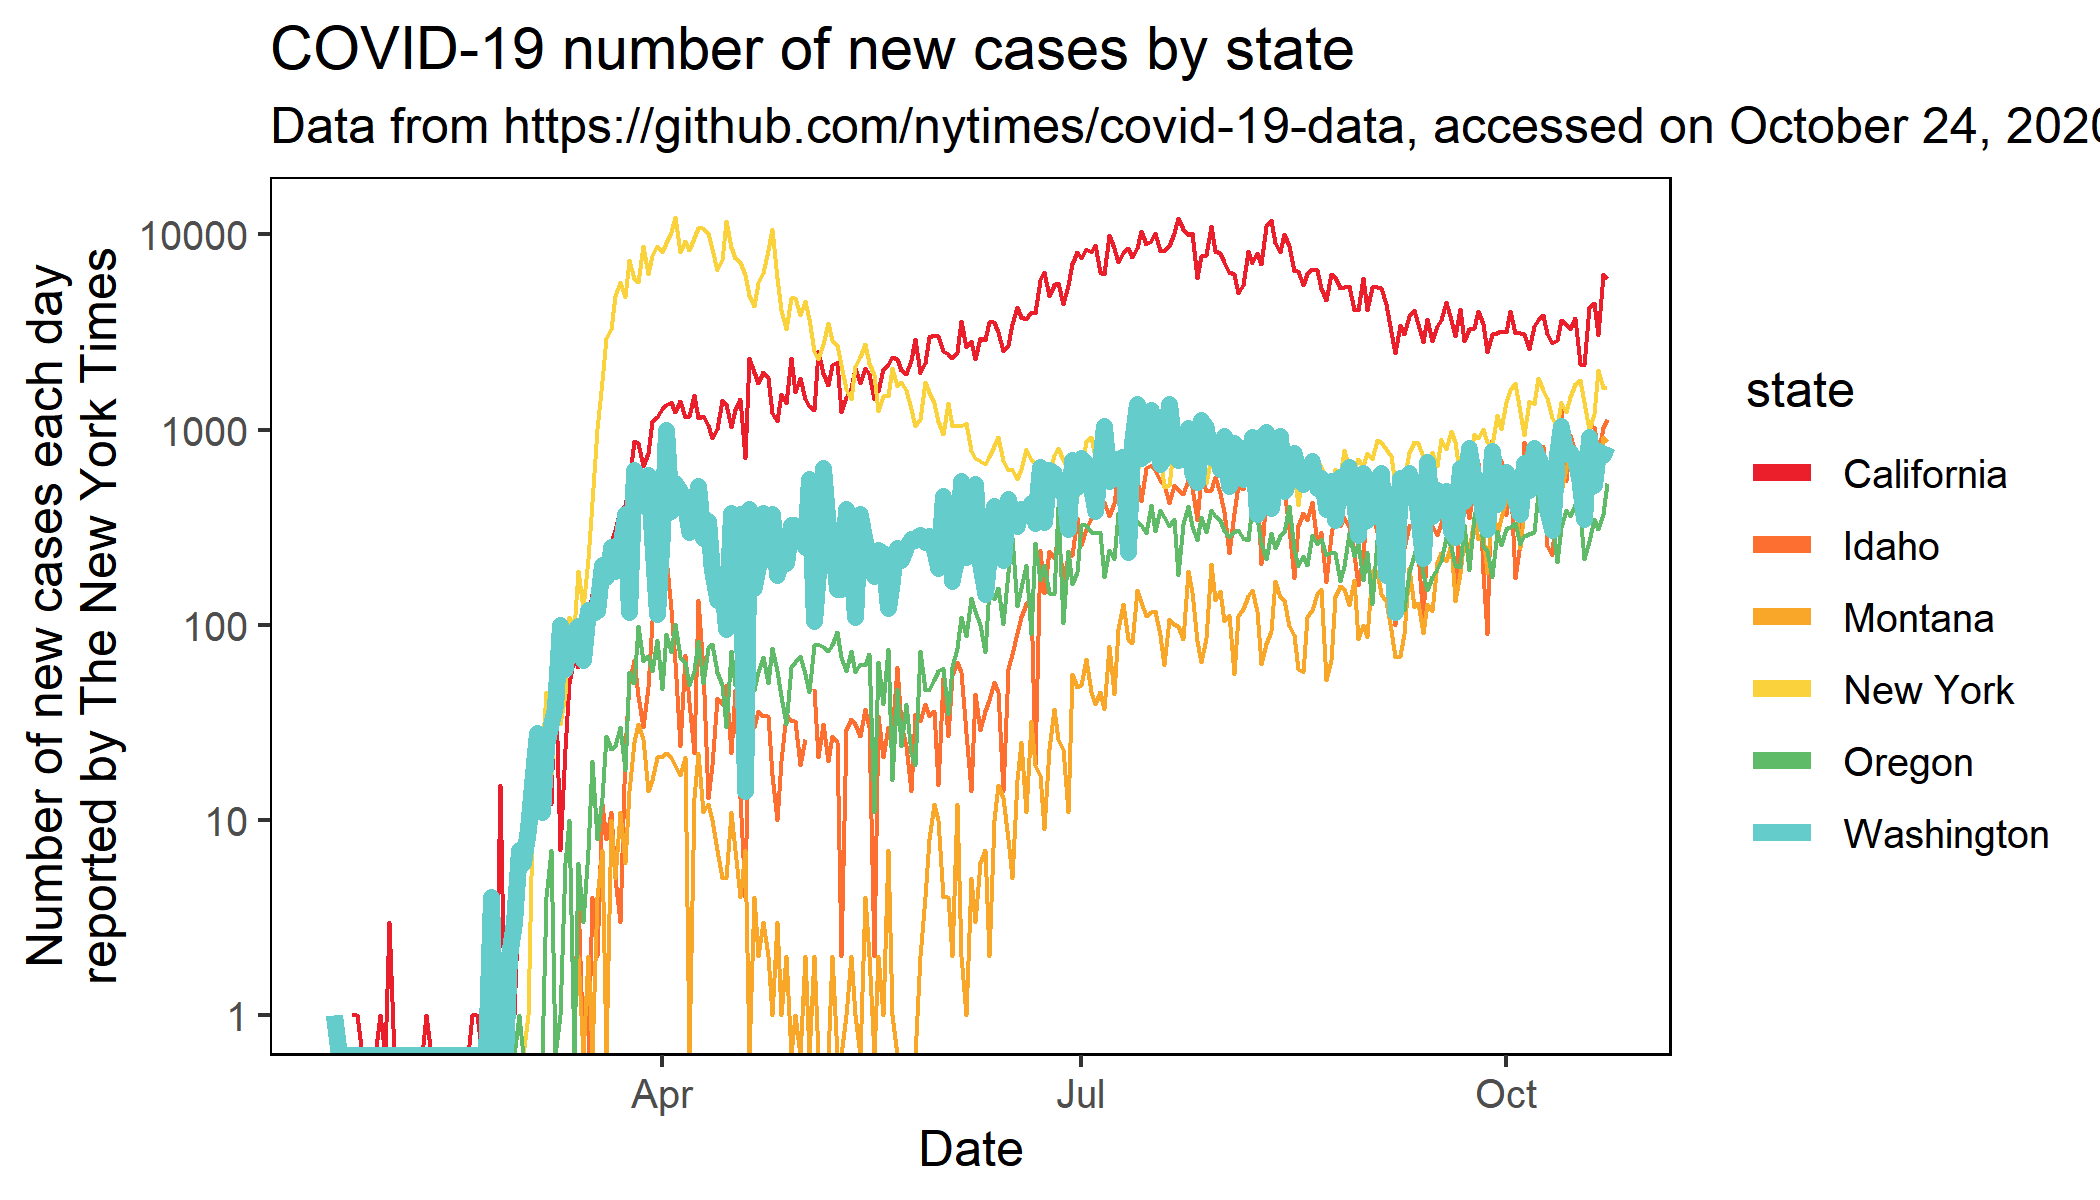 COVID-19 number of new cases by state
Data from https://github.com/nytimes/covid-19-data, accessed on October 24, 2020
Number of new cases each day
reported by The New York Times
10000
1000
100
10
1
Apr
Jul
Oct
Date
state
California
Idaho
Montana
New York
Oregon
Washington